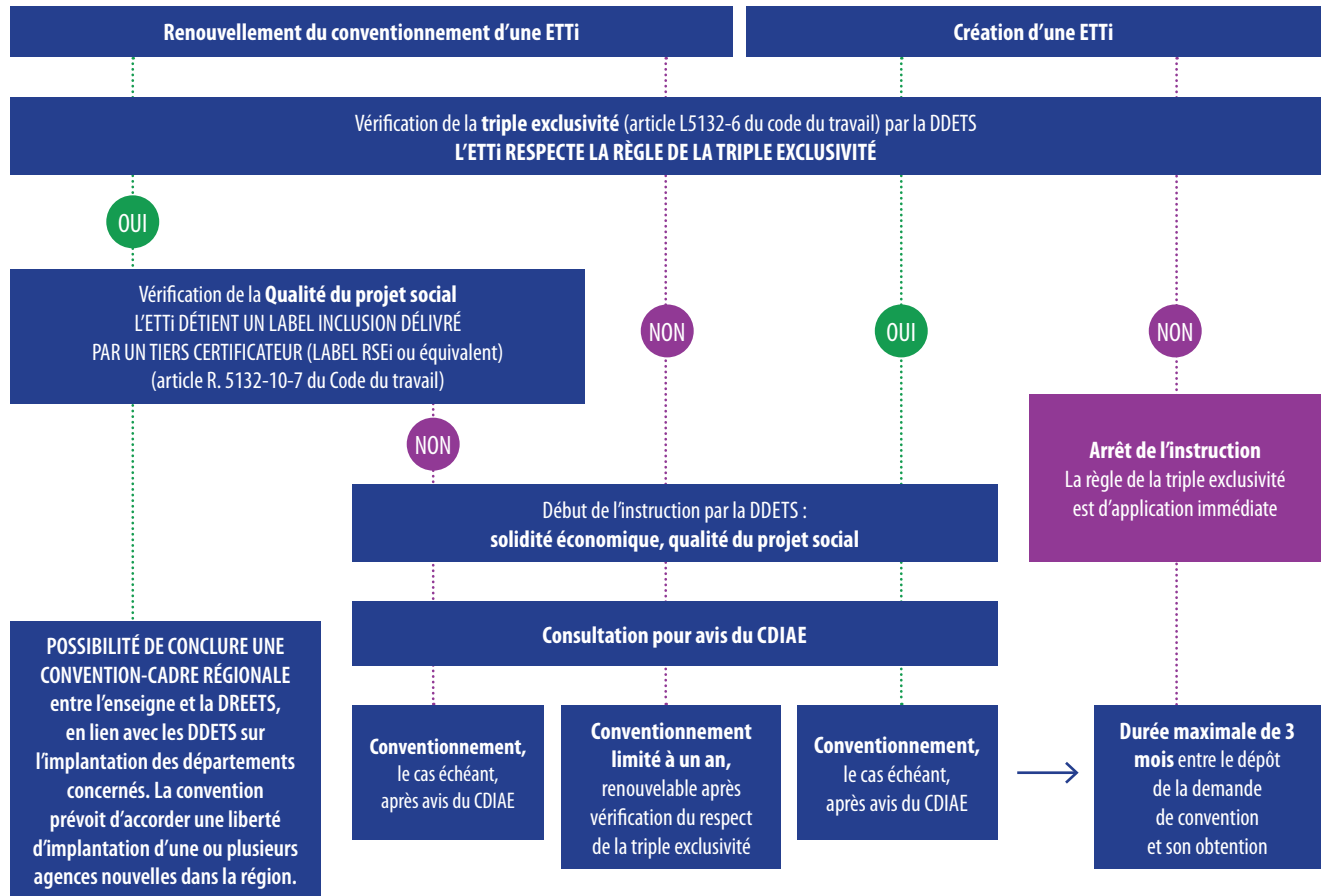 Renouvellement du conventionnement d'une ETTi
Création d'une ETTi
Vérification de la triple exclusivité (article L5132-6 du code du travail) par la DDETS
L'ETTi RESPECTE LA RÈGLE DE LA TRIPLE EXCLUSIVITÉ
OUI
Vérification de la Qualité du projet social
L'ETTi DÉTIENT UN LABEL INCLUSION DÉLIVRÉ
PAR UN TIERS CERTIFICATEUR (LABEL RSEi ou équivalent)
(article R. 5132-10-7 du Code du travail)
NON
OUI
NON
NON
Arrêt de l'instruction
La règle de la triple exclusivité
est d'application immédiate
Début de l'instruction par la DDETS :
solidité économique, qualité du projet social
Consultation pour avis du CDIAE
POSSIBILITÉ DE CONCLURE UNE
CONVENTION-CADRE RÉGIONALE
entre l'enseigne et la DREETS,
en lien avec les DDETS sur
l'implantation des départements
concernés. La convention
prévoit d'accorder une liberté
d'implantation d'une ou plusieurs
agences nouvelles dans la région.
Conventionnement,
le cas échéant,
après avis du CDIAE
Conventionnement
limité à un an,
renouvelable après
vérification du respect
de la triple exclusivité
Conventionnement,
le cas échéant,
après avis du CDIAE
Durée maximale de 3
mois entre le dépôt
de la demande
de convention
et son obtention